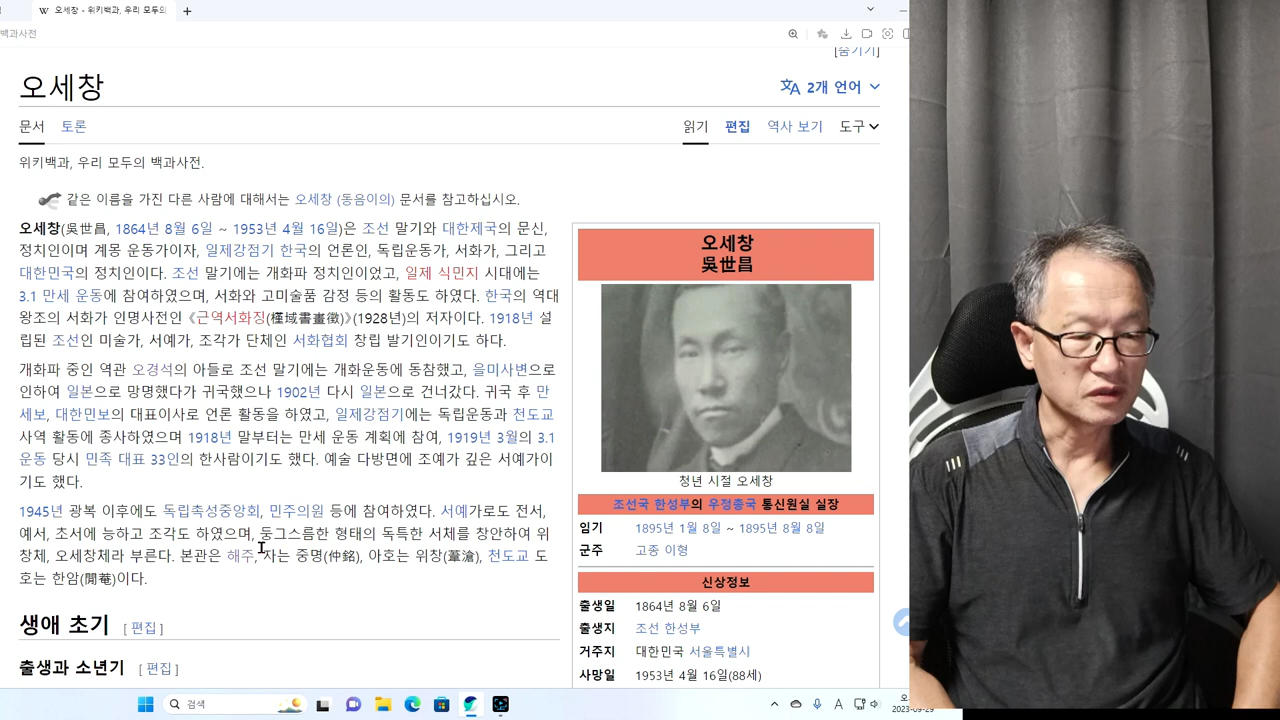 오세창 - 위키백과, 우리 모두의
백과사전
[숨기기]
오세창
2개 언어
문서 토론 읽기 편집 역사 보기 도구
위키백과, 우리 모두의 백과사전.
같은 이름을 가진 다른 사람에 대해서는 오세창 (동음이의) 문서를 참고하십시오.
오세창(吳世昌, 1864년 8월 6일 ~ 1953년 4월 16일)은 조선 말기와 대한제국의 문신,
정치인이며 계몽 운동가이자, 일제강점기 한국의 언론인, 독립운동가, 서화가, 그리고
대한민국의 정치인이다. 조선 말기에는 개화파 정치인이었고, 일제 식민지 시대에는
3.1 만세 운동에 참여하였으며, 서화와 고미술품 감정 등의 활동도 하였다. 한국의 역대
왕조의 서화가 인명사전인 《근역서화징(槿域書畫徵)》(1928년)의 저자이다. 1918년 설
립된 조선인 미술가, 서예가, 조각가 단체인 서화협회 창립 발기인이기도 하다.
개화파 중인 역관 오경석의 아들로 조선 말기에는 개화운동에 동참했고, 을미사변으로
인하여 일본으로 망명했다가 귀국했으나 1902년 다시 일본으로 건너갔다. 귀국 후 만
세보, 대한민보의 대표이사로 언론 활동을 하였고, 일제강점기에는 독립운동과 천도교
사역 활동에 종사하였으며 1918년 말부터는 만세 운동 계획에 참여, 1919년 3월의 3.1
운동 당시 민족 대표 33인의 한사람이기도 했다. 예술 다방면에 조예가 깊은 서예가이
기도 했다.
1945년 광복 이후에도 독립촉성중앙회, 민주의원 등에 참여하였다. 서예가로도 전서,
예서, 초서에 능하고 조각도 하였으며, 둥그스름한 형태의 독특한 서체를 창안하여 위
창체, 오세창체라 부른다. 본관은 해주, 자는 중명(仲銘), 아호는 위창(葦滄), 천도교 도
호는 한암(閒菴)이다.
생애 초기 [ 편집 ]
출생과 소년기 [ 편집 ]
오세창
吳世昌
청년 시절 오세창
조선국 한성부의 우정총국 통신원실 실장
임기 1895년 1월 8일 ~ 1895년 8월 8일
군주 고종 이형
신상정보
출생일 1864년 8월 6일
출생지 조선 한성부
거주지 대한민국 서울특별시
사망일 1953년 4월 16일(88세)
검색
A
2023-09-29